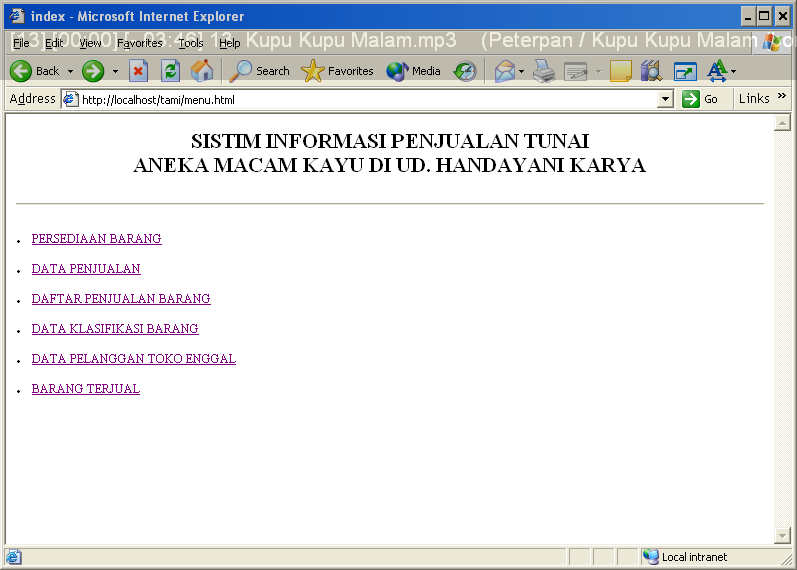 index - Microsoft Internet Explorer
[13] [00:00] [- 03:46] 13. Kupu Kupu Malam.mp3 (Peterpan / Kupu Kupu Malam
File Edit View Favorites Tools Help
Back Search Favorites Media
Address http://localhost/tami/menu.html Go Links »
SISTIM INFORMASI PENJUALAN TUNAI
ANEKA MACAM KAYU DI UD. HANDAYANI KARYA
PERSEDIAAN BARANG
DATA PENJUALAN
DAFTAR PENJUALAN BARANG
DATA KLASIFIKASI BARANG
DATA PELANGGAN TOKO ENGGAL
BARANG TERJUAL
Local intranet